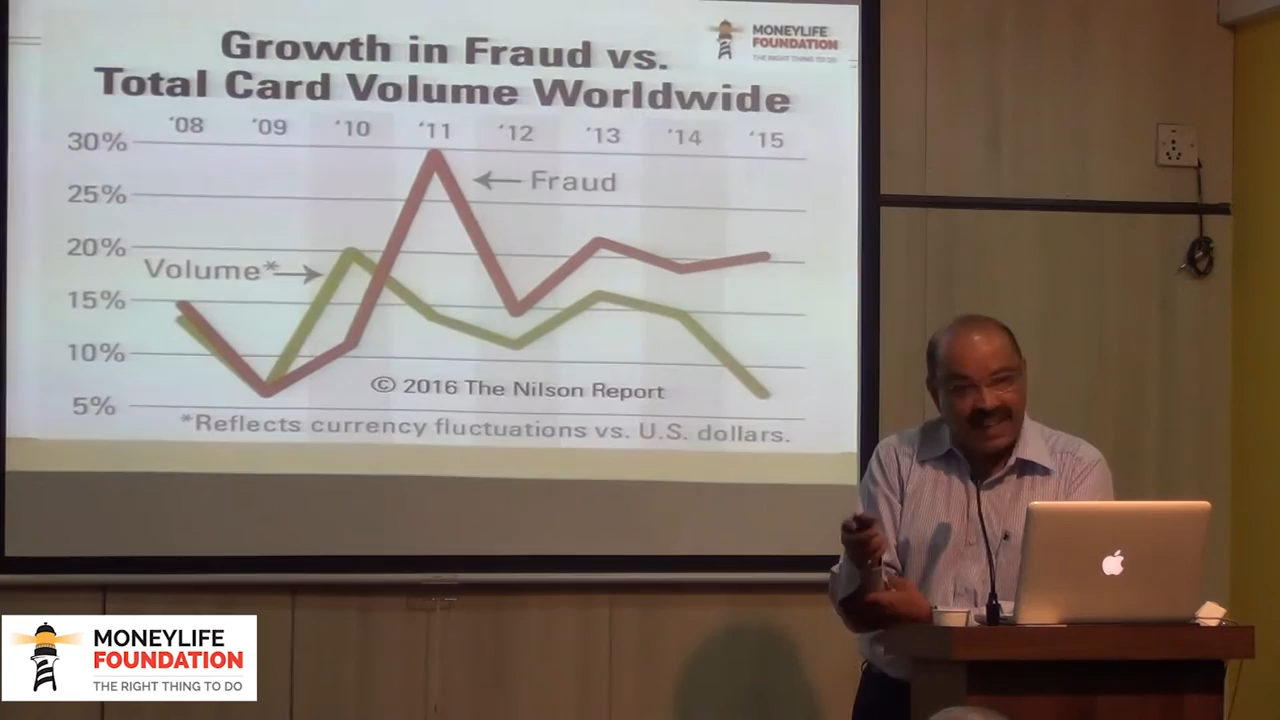 Growth in Fraud vs.
Total Card Volume Worldwide
MONEYLIFE
FOUNDATION
THE RIGHT THING TO DO
'08 '09 '10 '11 '12 '13 '14 '15
30%
25%
20%
15%
10%
5%
Fraud
Volume*
© 2016 The Nilson Report
*Reflects currency fluctuations vs. U.S. dollars.
MONEYLIFE
FOUNDATION
THE RIGHT THING TO DO